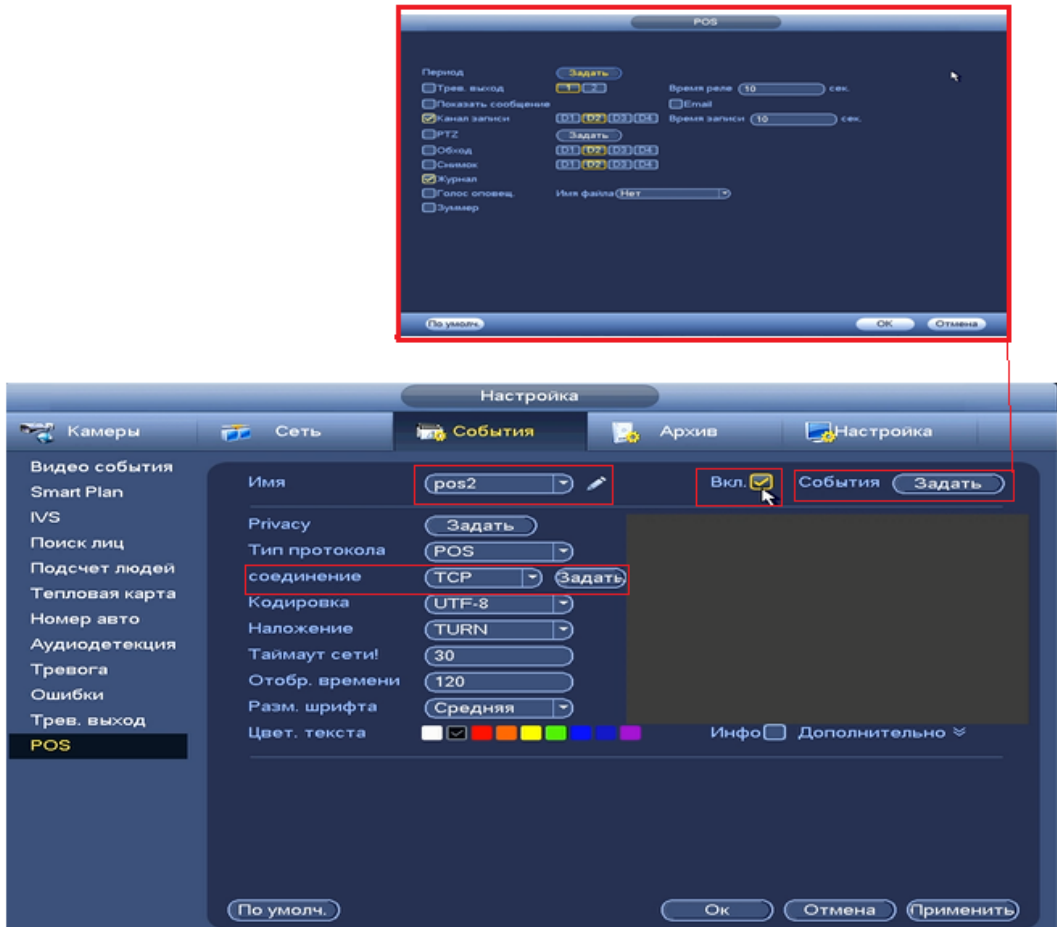 POS
Период Задать
Трев. выход 1 2 Время реле 10 сек.
Показать сообщение Email
Канал записи D1 D2 D3 D4 Время записи 10 сек.
PTZ Задать
Обход D1 D2 D3 D4
Снимок D1 D2 D3 D4
Журнал
Голос оповещ. Имя файла Нет
Зуммер
По умолч. OK Отмена
Настройка
Камеры Сеть События Архив Настройка
Видео события
Smart Plan
IVS
Поиск лиц
Подсчет людей
Тепловая карта
Номер авто
Аудиодетекция
Тревога
Ошибки
Трев. выход
POS
Имя pos2 Вкл. События Задать
Privacy Задать
Тип протокола POS
соединение TCP Задать
Кодировка UTF-8
Наложение TURN
Таймаут сети! 30
Отобр. времени 120
Разм. шрифта Средняя
Цвет. текста Инфо Дополнительно
По умолч. Ок Отмена Применить